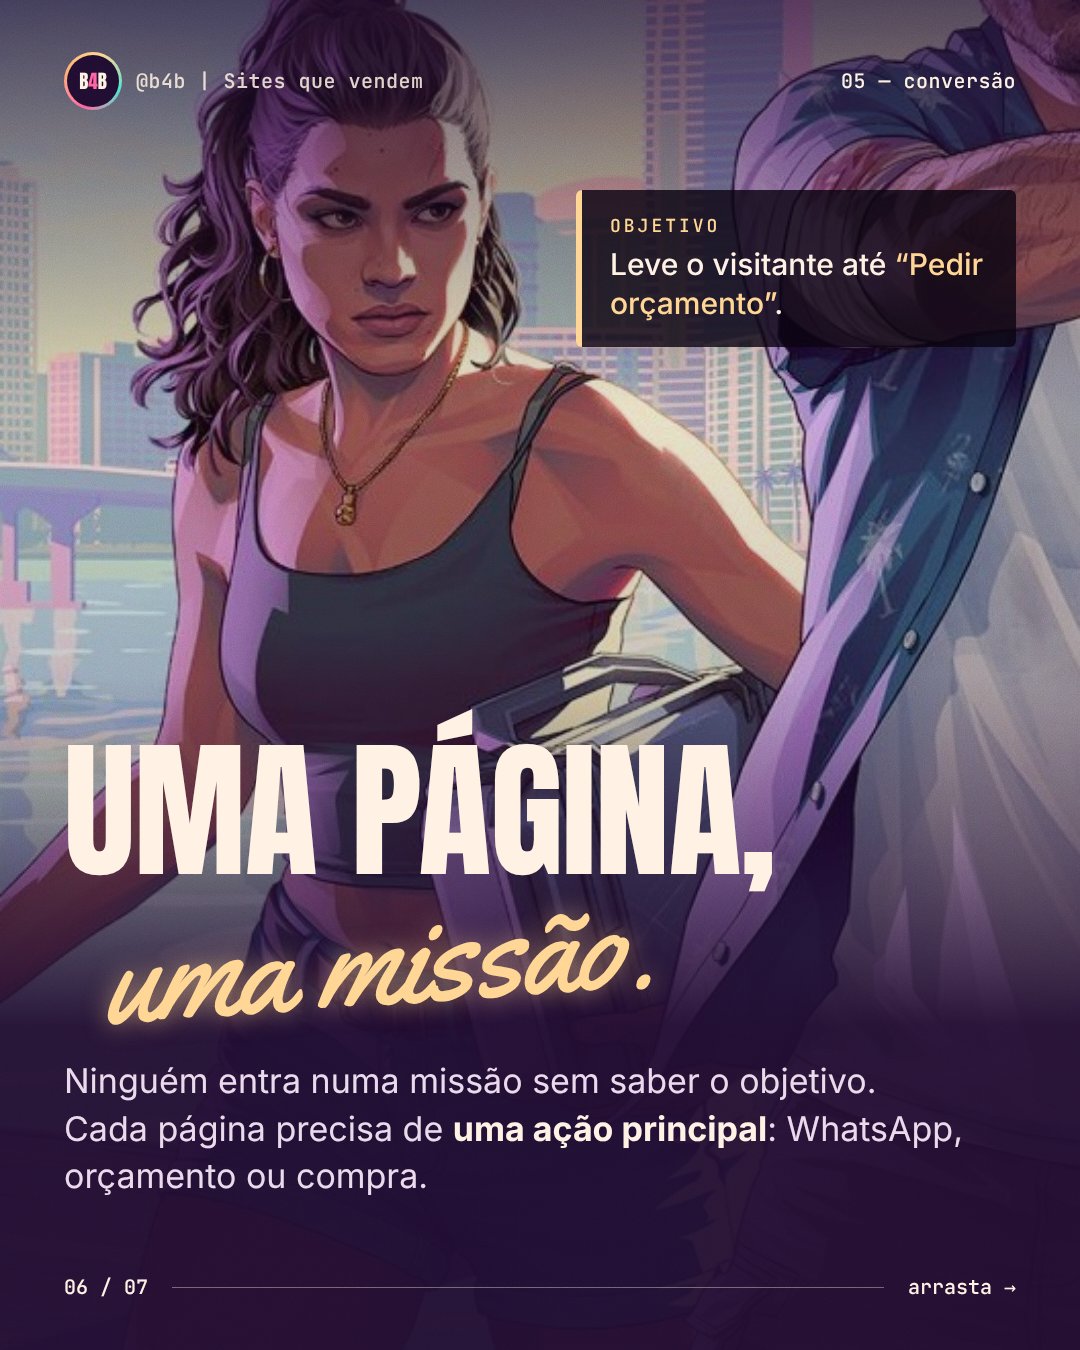 B4B @b4b | Sites que vendem
05 — conversão
OBJETIVO
Leve o visitante até “Pedir
orçamento”.
UMA PÁGINA,
uma missão.
Ninguém entra numa missão sem saber o objetivo.
Cada página precisa de uma ação principal: WhatsApp,
orçamento ou compra.
06 / 07
arrasta →